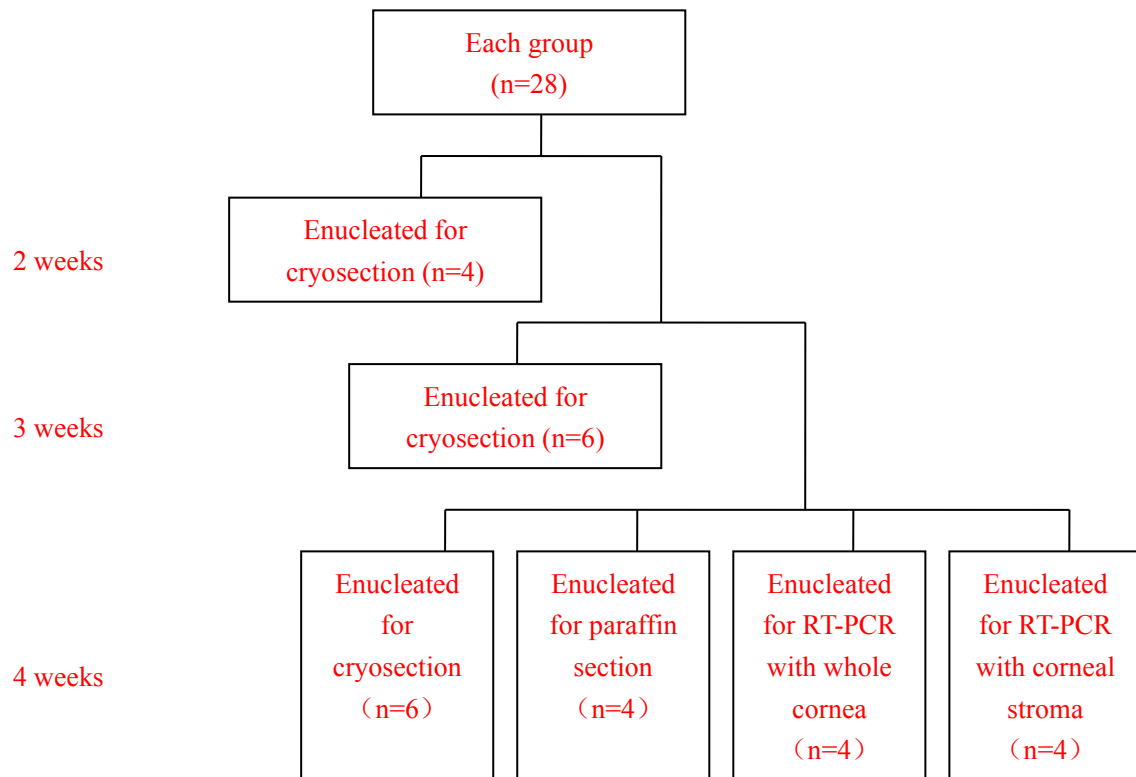 Each group
(n=28)
2 weeks
Enucleated for
cryosection (n=4)
3 weeks
Enucleated for
cryosection (n=6)
4 weeks
Enucleated
for
cryosection
（n=6）
Enucleated
for paraffin
section
（n=4）
Enucleated
for RT-PCR
with whole
cornea
（n=4）
Enucleated
for RT-PCR
with corneal
stroma
（n=4）